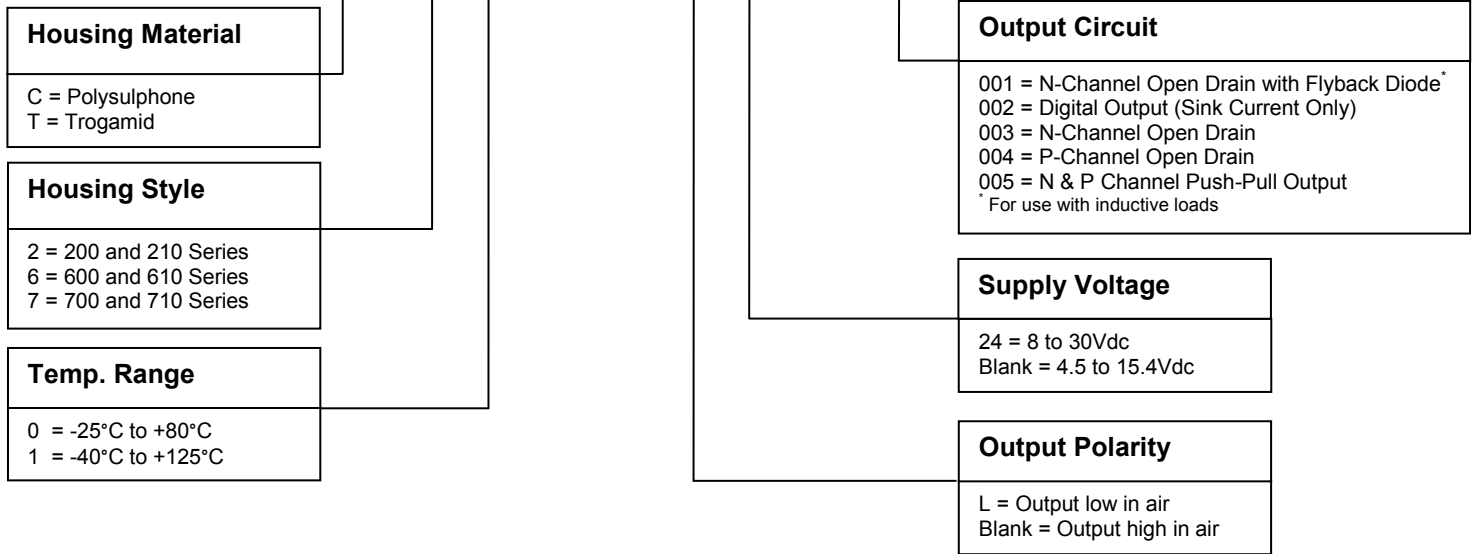 Housing Material
C = Polysulphone
T = Trogamid
Housing Style
2 = 200 and 210 Series
6 = 600 and 610 Series
7 = 700 and 710 Series
Temp. Range
0 = -25°C to +80°C
1 = -40°C to +125°C
Output Circuit
001 = N-Channel Open Drain with Flyback Diode*
002 = Digital Output (Sink Current Only)
003 = N-Channel Open Drain
004 = P-Channel Open Drain
005 = N & P Channel Push-Pull Output
* For use with inductive loads
Supply Voltage
24 = 8 to 30Vdc
Blank = 4.5 to 15.4Vdc
Output Polarity
L = Output low in air
Blank = Output high in air